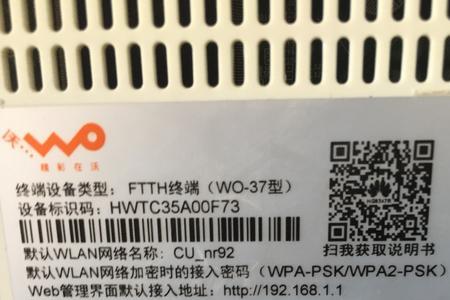 沃...
WO
精彩在沃
终端设备类型：FTTH终端（WO-37型）
设备标识码：HWTC35A00F73
默认WLAN网络名称：CU_nr92
扫我获取说明书
默认WLAN网络加密时的接入密码（WPA-PSK/WPA2-PSK）
Web管理界面默认接入地址：http://192.168.1.1